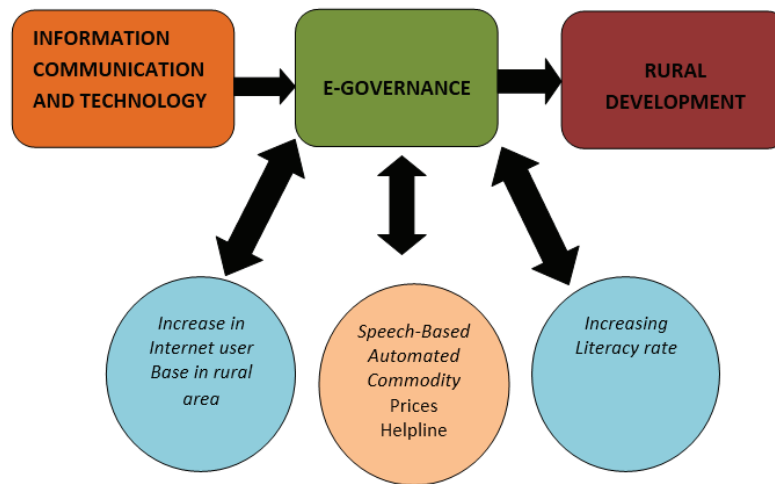 INFORMATION
COMMUNICATION
AND TECHNOLOGY
E-GOVERNANCE
RURAL
DEVELOPMENT
Increase in
Internet user
Base in rural
area
Speech-Based
Automated
Commodity
Prices
Helpline
Increasing
Literacy rate